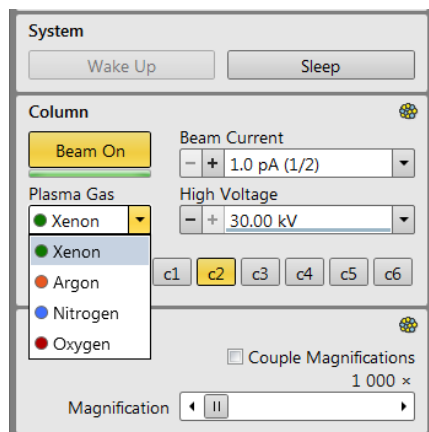 System
Wake Up
Sleep
Column
Beam On
Beam Current
- + 1.0 pA (1/2)
Plasma Gas
High Voltage
Xenon
- + 30.00 kV
Xenon
Argon
Nitrogen
Oxygen
c1 c2 c3 c4 c5 c6
Couple Magnifications
1 000 ×
Magnification